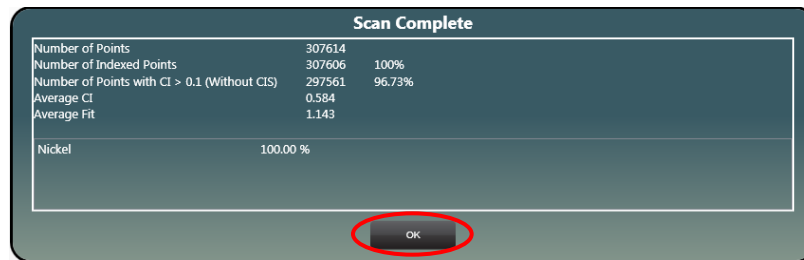 Scan Complete
Number of Points 307614
Number of Indexed Points 307606 100%
Number of Points with CI > 0.1 (Without CIS) 297561 96.73%
Average CI 0.584
Average Fit 1.143
Nickel 100.00 %
OK